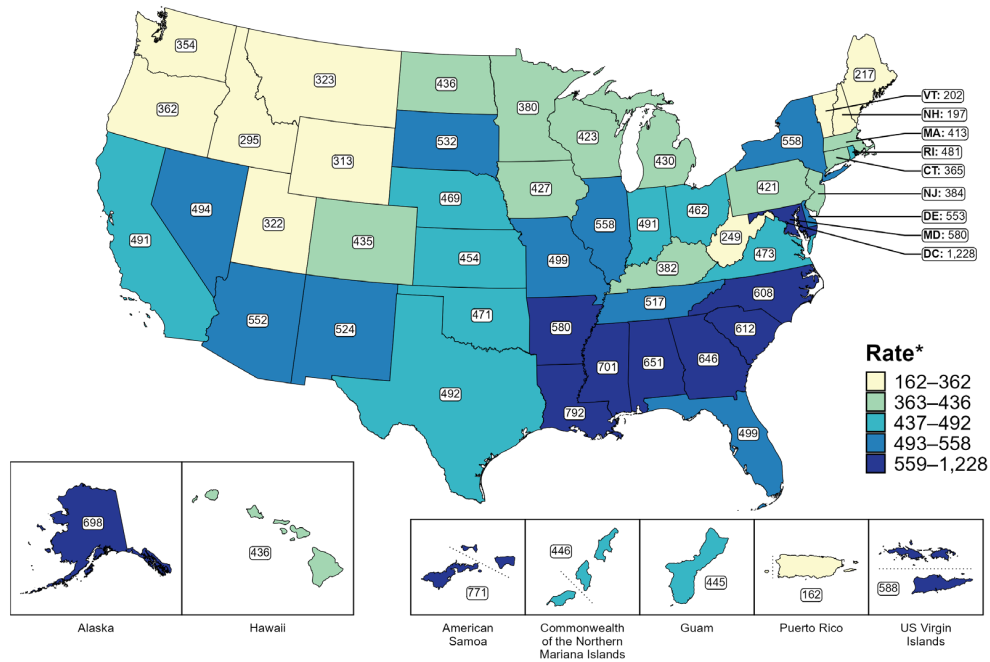 354
323
436
380
217
VT: 202
362
295
NH: 197
313
532
423
430
558
MA: 413
RI: 481
CT: 365
427
421
NJ: 384
322
494
469
558
491
462
DE: 553
MD: 580
DC: 1,228
491
435
454
499
249
473
382
552
524
471
517
608
580
612
701
651
646
492
792
499
Rate*
162–362
363–436
437–492
493–558
559–1,228
698
436
771
446
445
162
588
Alaska
Hawaii
American
Samoa
Commonwealth
of the Northern
Mariana Islands
Guam
Puerto Rico
US Virgin
Islands